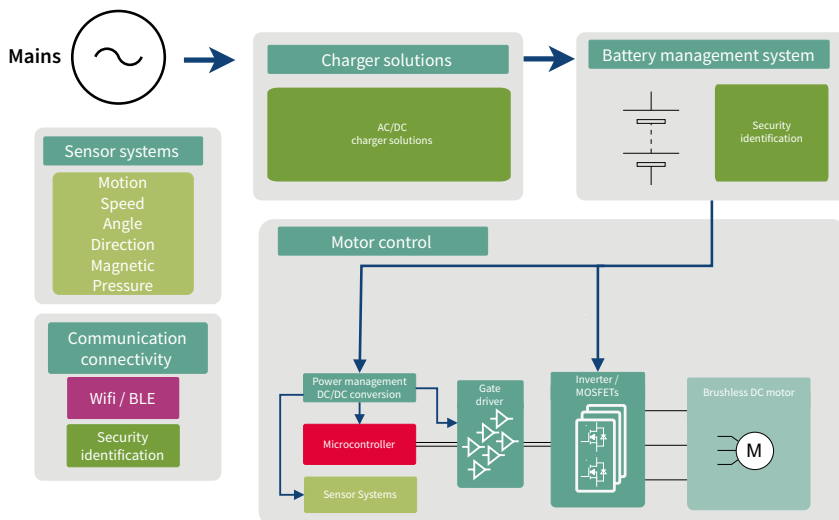 Mains
Charger solutions
AC/DC
charger solutions
Battery management system
Security
identification
Sensor systems
Motion
Speed
Angle
Direction
Magnetic
Pressure
Communication
connectivity
Wifi / BLE
Security
identification
Motor control
Power management
DC/DC conversion
Microcontroller
Sensor Systems
Gate
driver
Inverter /
MOSFETs
Brushless DC motor
M